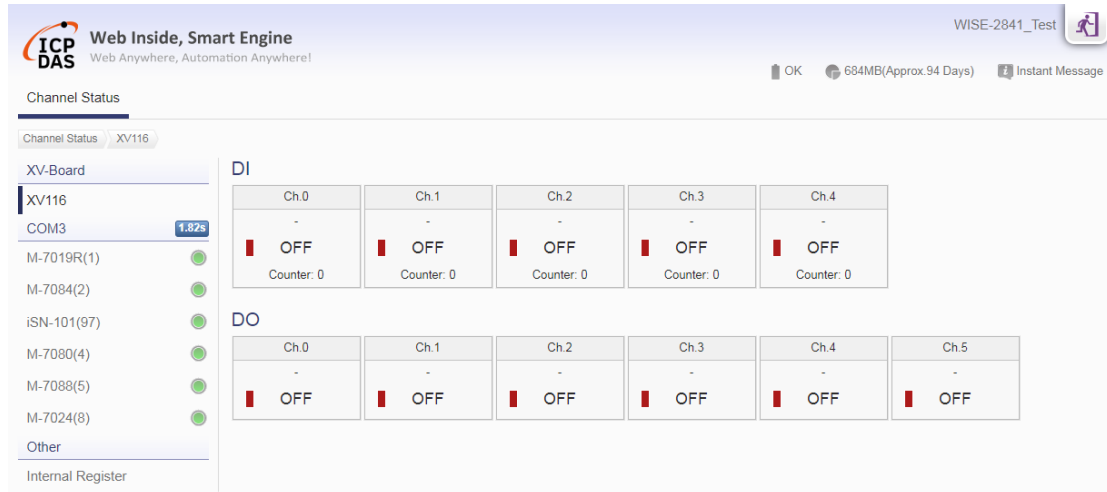 ICP
DAS
Web Inside, Smart Engine
Web Anywhere, Automation Anywhere!
WISE-2841_Test
OK 684MB(Approx.94 Days) Instant Message
Channel Status
Channel Status XV116
XV-Board
XV116
COM3 1.82s
M-7019R(1)
M-7084(2)
iSN-101(97)
M-7080(4)
M-7088(5)
M-7024(8)
Other
Internal Register
DI
Ch.0 Ch.1 Ch.2 Ch.3 Ch.4
- - - - -
OFF OFF OFF OFF OFF
Counter: 0 Counter: 0 Counter: 0 Counter: 0 Counter: 0
DO
Ch.0 Ch.1 Ch.2 Ch.3 Ch.4 Ch.5
- - - - - -
OFF OFF OFF OFF OFF OFF